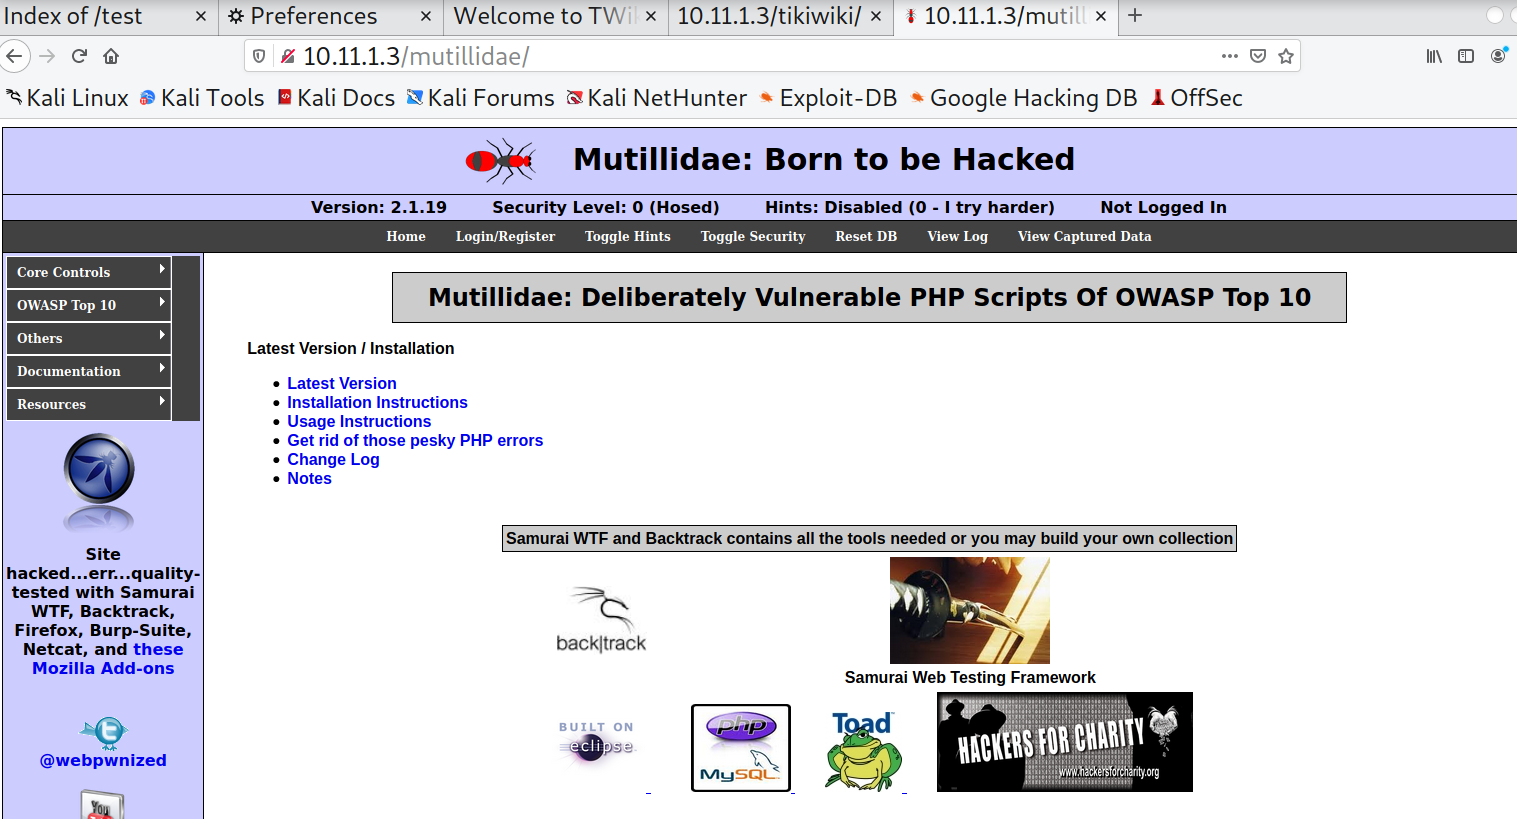 Index of /test
Preferences
Welcome to TWik
10.11.1.3/tikiwiki/
10.11.1.3/mutill
10.11.1.3/mutillidae/
Kali Linux
Kali Tools
Kali Docs
Kali Forums
Kali NetHunter
Exploit-DB
Google Hacking DB
OffSec
Mutillidae: Born to be Hacked
Version: 2.1.19
Security Level: 0 (Hosed)
Hints: Disabled (0 - I try harder)
Not Logged In
Home
Login/Register
Toggle Hints
Toggle Security
Reset DB
View Log
View Captured Data
Core Controls
OWASP Top 10
Others
Documentation
Resources
Site
hacked...err...quality-
tested with Samurai
WTF, Backtrack,
Firefox, Burp-Suite,
Netcat, and these
Mozilla Add-ons
@webpwnized
You
Mutillidae: Deliberately Vulnerable PHP Scripts Of OWASP Top 10
Latest Version / Installation
Latest Version
Installation Instructions
Usage Instructions
Get rid of those pesky PHP errors
Change Log
Notes
Samurai WTF and Backtrack contains all the tools needed or you may build your own collection
back|track
Samurai Web Testing Framework
BUILT ON
eclipse
php
MySQL
Toad
HACKERS FOR CHARITY
www.hackersforcharity.org